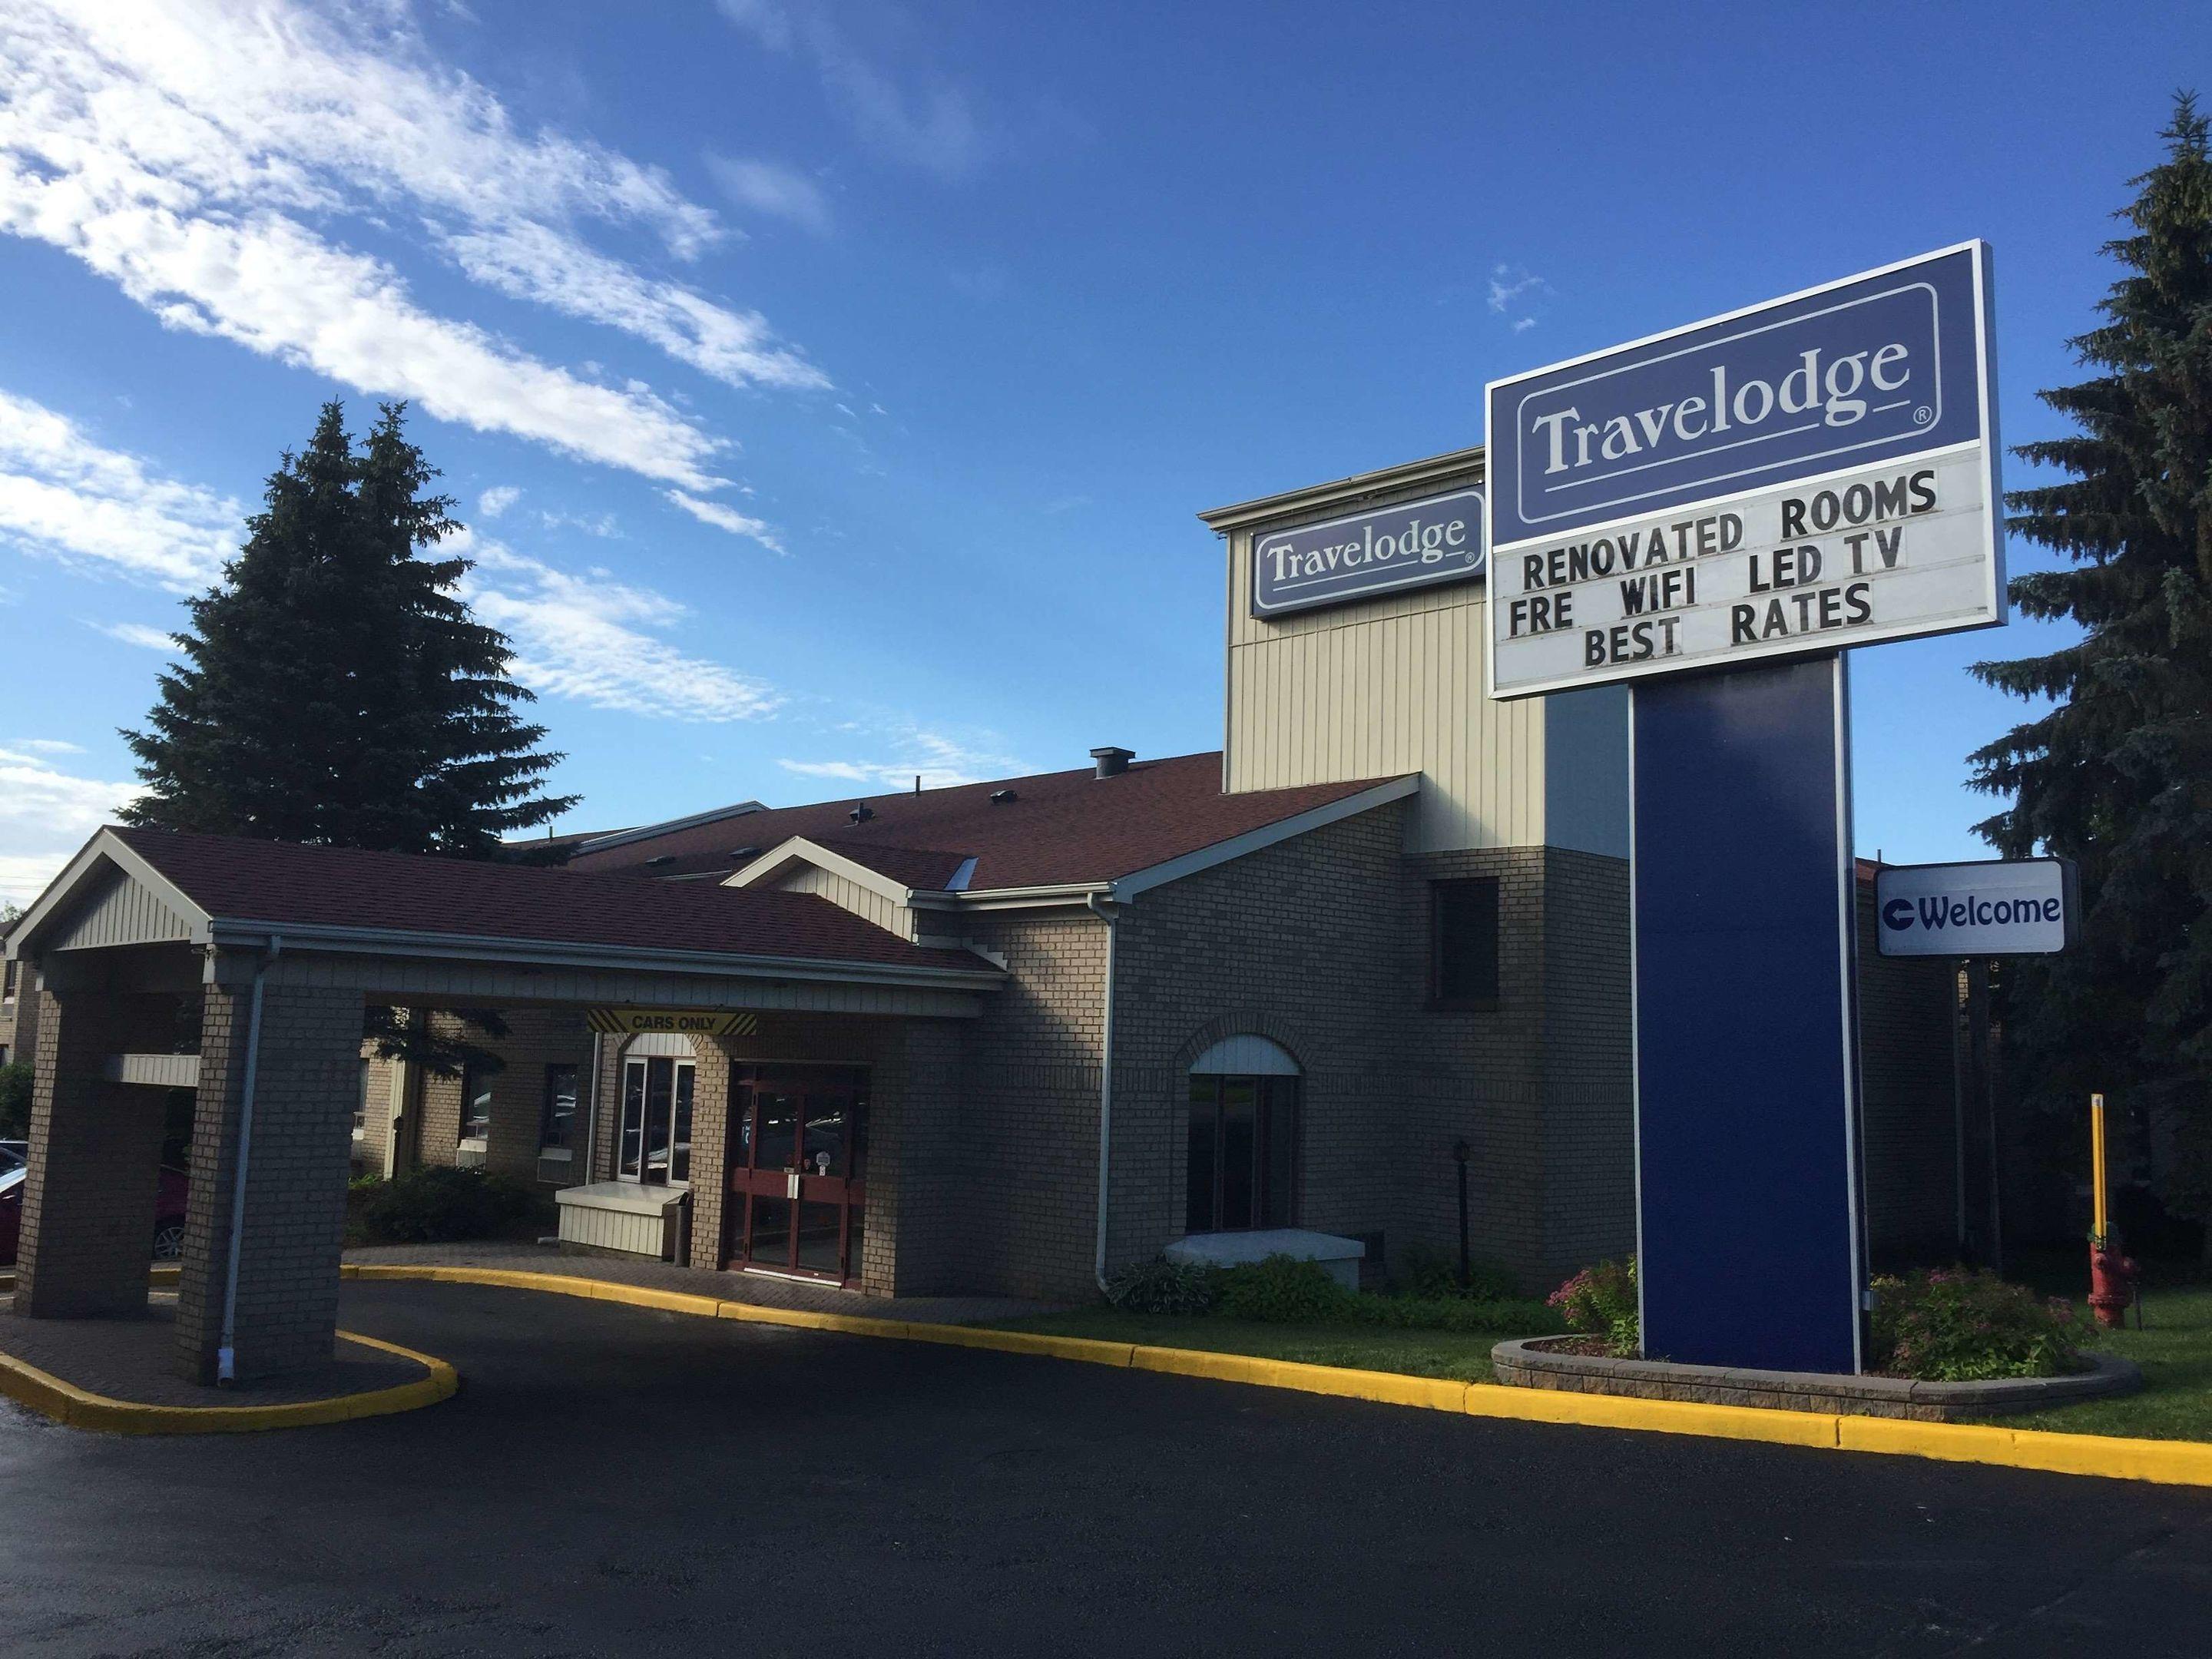 Travelodge®
RENOVATED ROOMS
FRE WIFI LED TV
BEST RATES
Travelodge®
Welcome
CARS ONLY